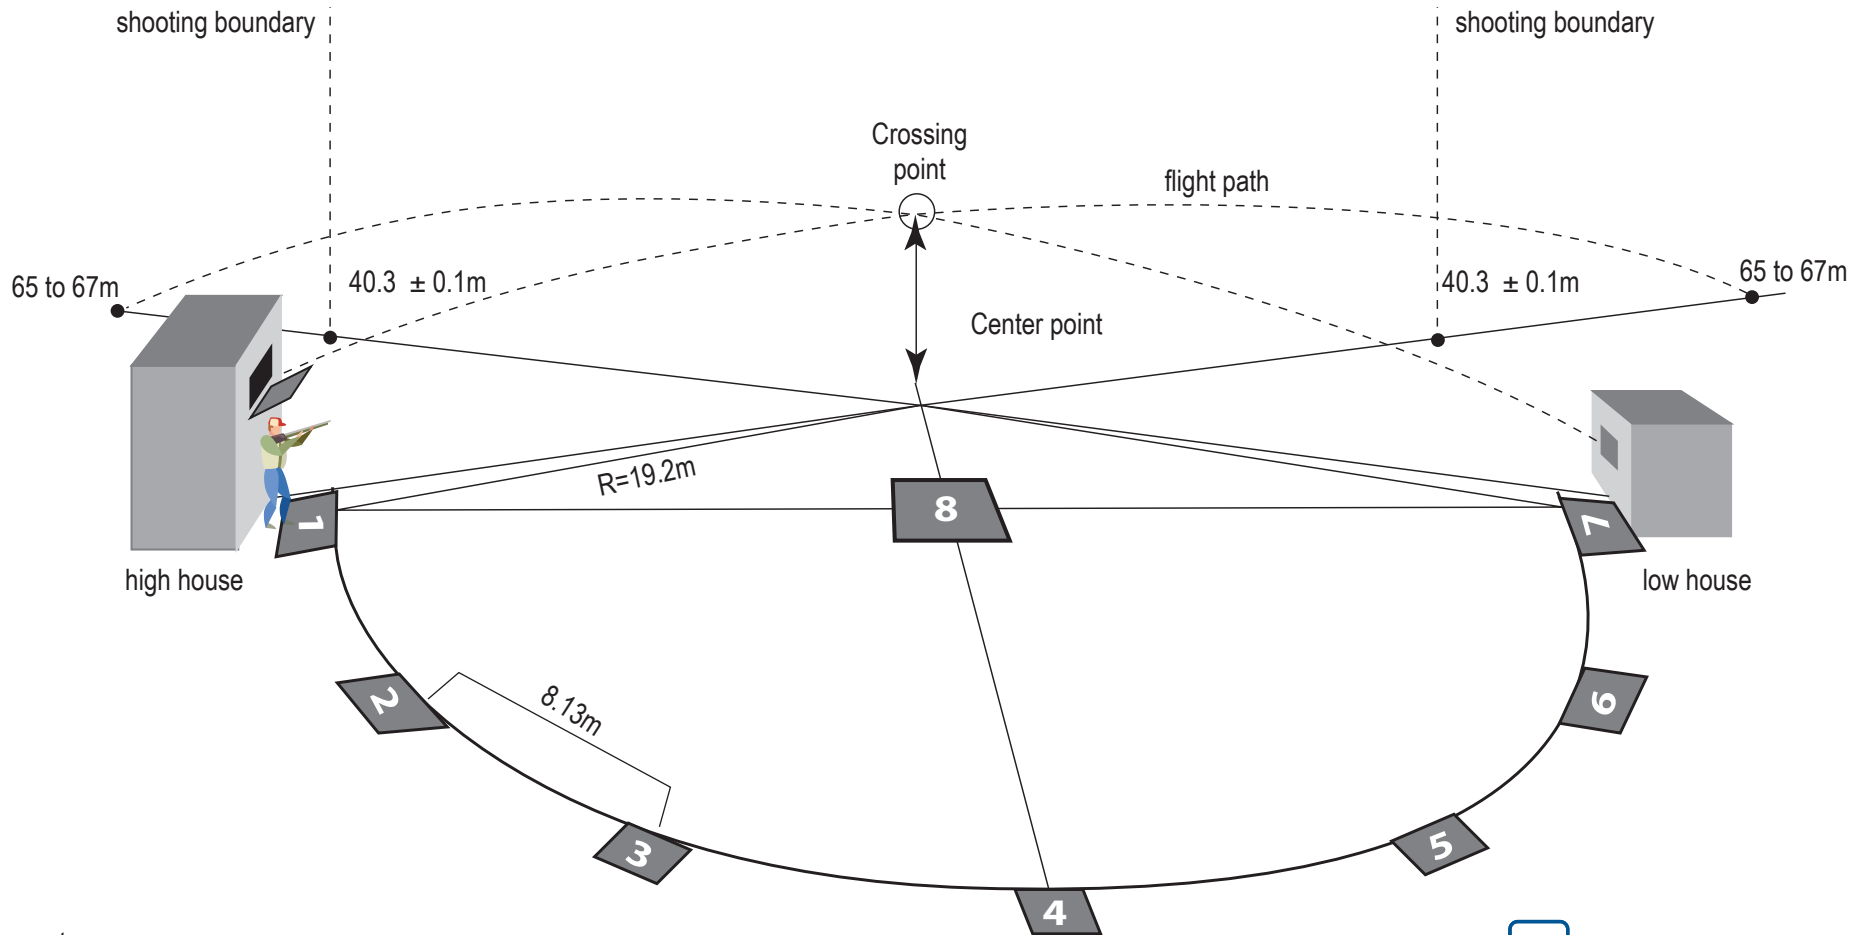 shooting boundary
shooting boundary
Crossing
point
flight path
65 to 67m
40.3 ± 0.1m
40.3 ± 0.1m
65 to 67m
Center point
R=19.2m
8
1
7
high house
low house
2
8.13m
6
3
5
4